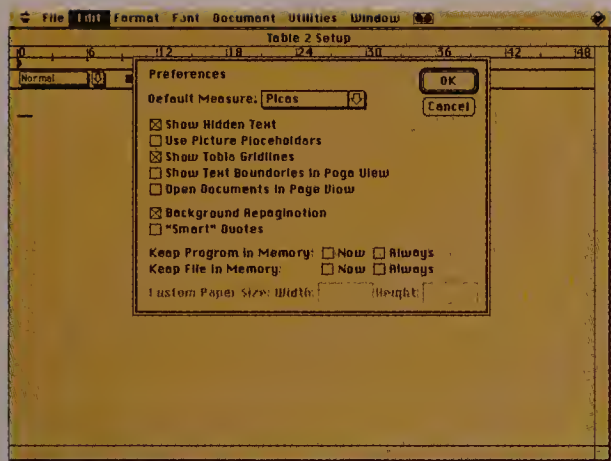 File Edit Format Font Document Utilities Window
Table 2 Setup
0 6 12 18 24 30 36 42 48
Normal
Preferences
OK
Default Measure: Picas
Cancel
Show Hidden Text
Use Picture Placeholders
Show Table Gridlines
Show Text Boundaries in Page View
Open Documents in Page View
Background Repagination
"Smart" Quotes
Keep Program in Memory: Now Always
Keep File in Memory: Now Always
Custom Paper Size: Width: Height: